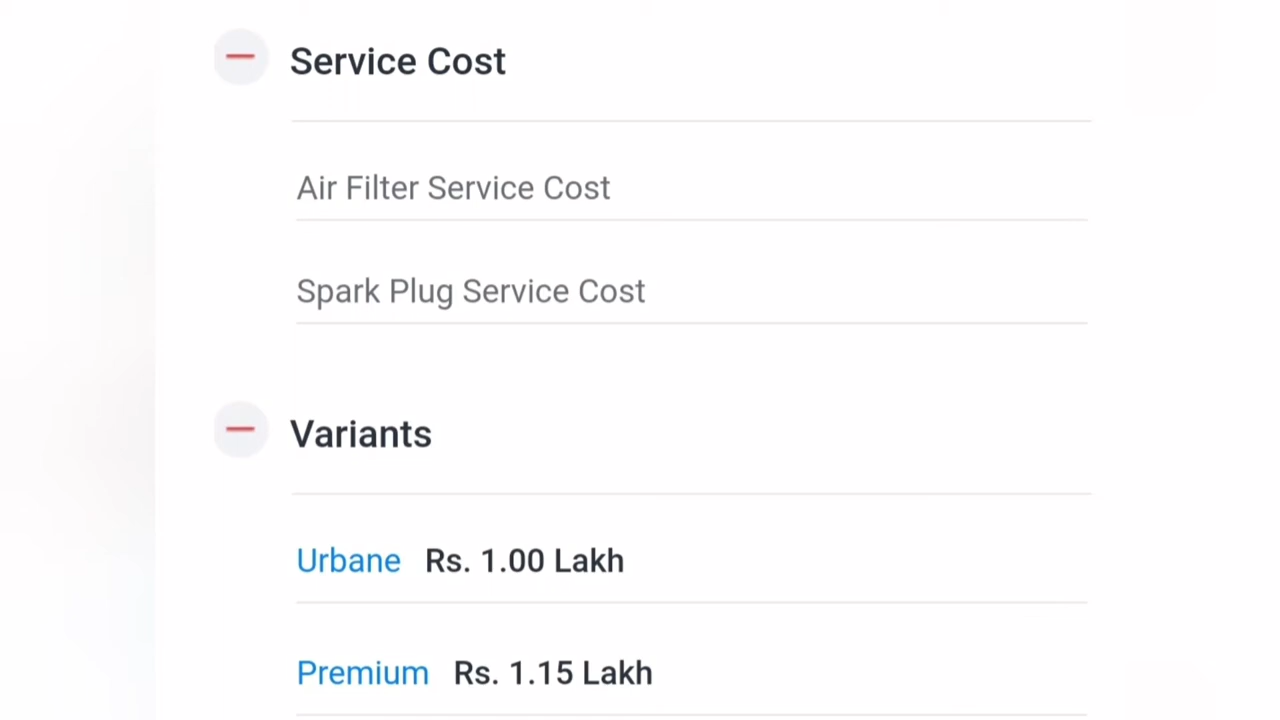 Service Cost
Air Filter Service Cost
Spark Plug Service Cost
Variants
Urbane Rs. 1.00 Lakh
Premium Rs. 1.15 Lakh